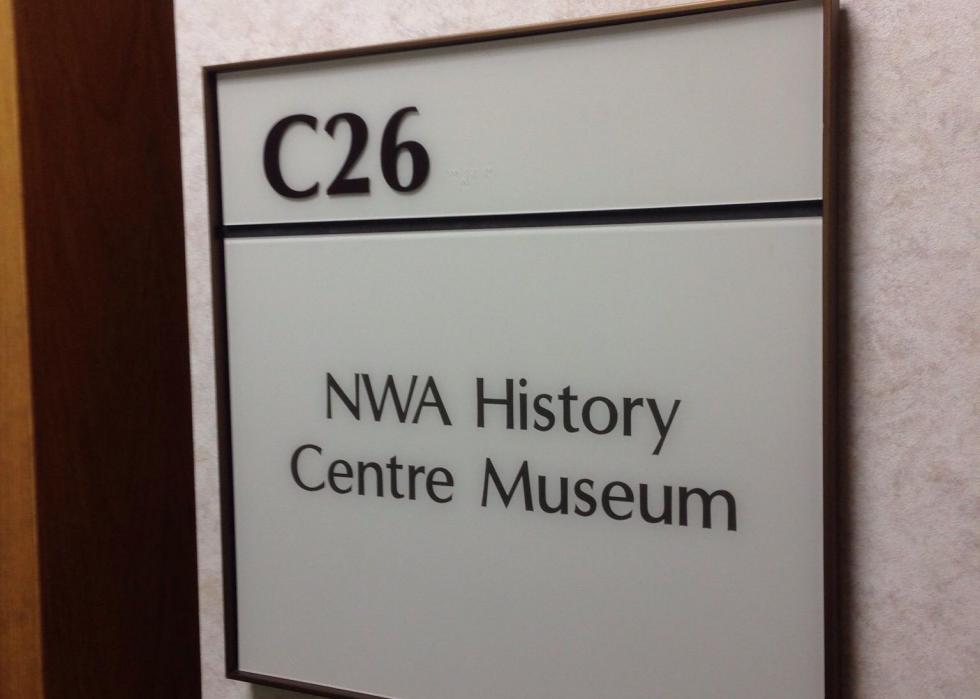 C26
NWA History
Centre Museum